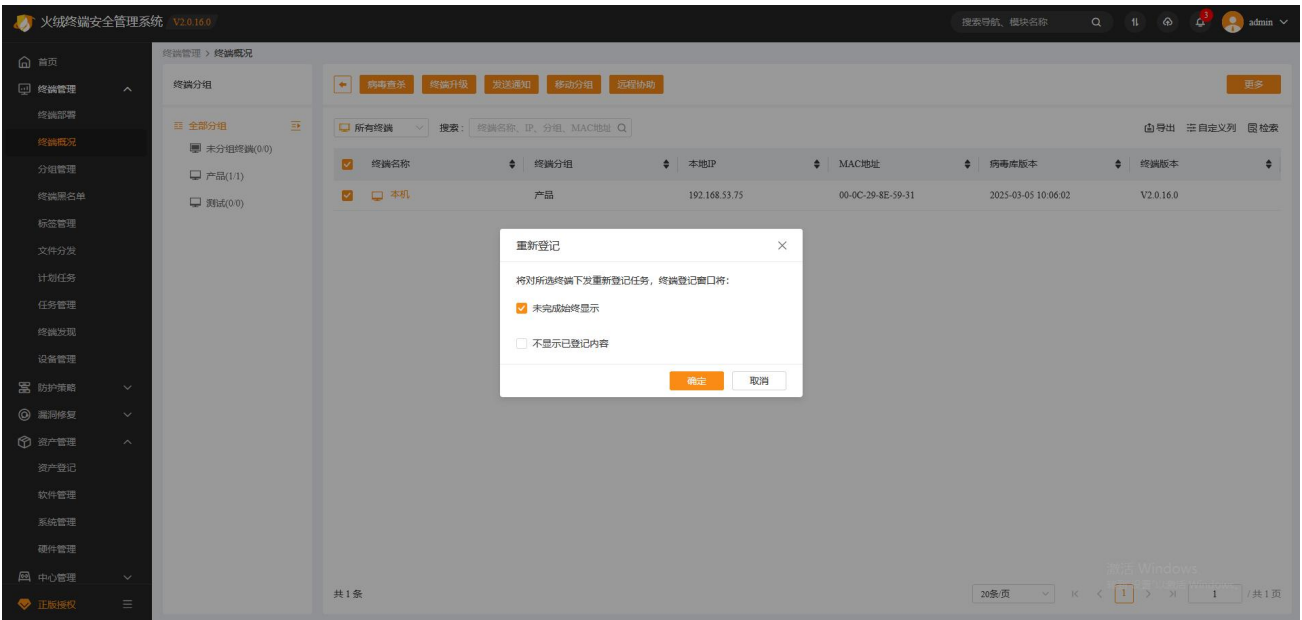 火绒终端安全管理系统 V2.0.16.0
搜索导航、模块名称
3
admin
首页
终端管理
终端部署
终端概况
分组管理
终端黑名单
标签管理
文件分发
计划任务
任务管理
终端发现
设备管理
防护策略
漏洞修复
资产管理
资产登记
软件管理
系统管理
硬件管理
中心管理
正版授权
终端管理 > 终端概况
终端分组
全部分组
未分组终端(0/0)
产品(1/1)
测试(0/0)
病毒查杀 终端升级 发送通知 移动分组 远程协助 更多
所有终端 搜索: 终端名称、IP、分组、MAC地址 导出 自定义列 检索
终端名称 终端分组 本地IP MAC地址 病毒库版本 终端版本
本机 产品 192.168.53.75 00-0C-29-8E-59-31 2025-03-05 10:06:02 V2.0.16.0
重新登记
将对所选终端下发重新登记任务，终端登记窗口将：
未完成始终显示
不显示已登记内容
确定 取消
激活 Windows
共 1 条 20条/页 1 1 / 共 1 页